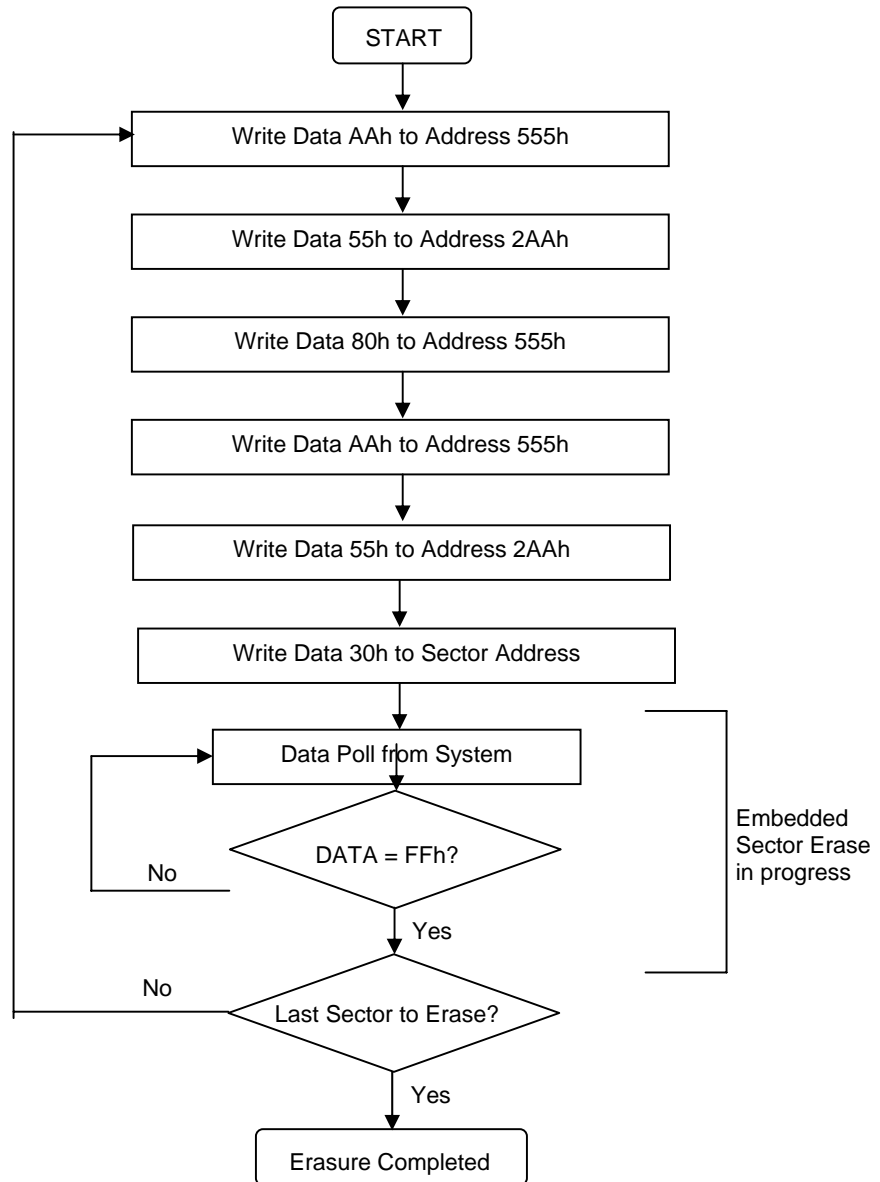 START
Write Data AAh to Address 555h
Write Data 55h to Address 2AAh
Write Data 80h to Address 555h
Write Data AAh to Address 555h
Write Data 55h to Address 2AAh
Write Data 30h to Sector Address
Data Poll from System
Embedded
Sector Erase
in progress
DATA = FFh?
No
Yes
No
Last Sector to Erase?
Yes
Erasure Completed